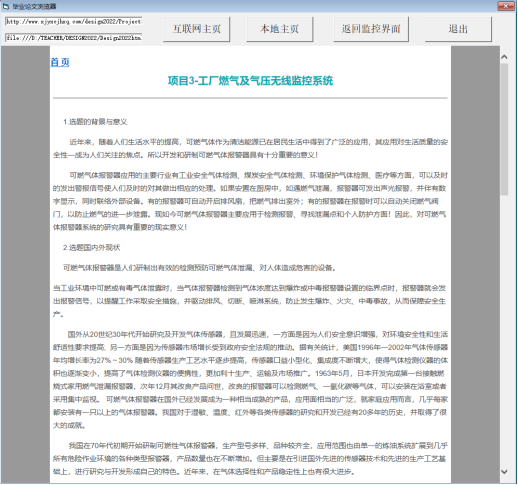 毕业论文浏览器
http://www.xjyxrjhzq.com/design2022/Project
file:///D:/TEACHER/DESIGN2022/Design2022htm
互联网主页
本地主页
返回监控界面
退出
首 页
项目3-工厂燃气及气压无线监控系统
1.选题的背景与意义
近年来，随着人们生活水平的提高，可燃气体作为清洁能源已在居民生活中得到了广泛的应用，其应用对生活质量的安
全性一成为人们关注的焦点。所以开发和研制可燃气体报警器具有十分重要的意义！
可燃气体报警器应用的主要行业有工业安全气体检测、煤炭安全气体检测、环境保护气体检测、医疗等方面，可以及时
的发出警报信号使人们及时的对其做出相应的处理。如果安置在图房中，如遇燃气泄漏，报警器可发出声光报警，并伴有数
字显示，同时联络外部设备。有的报警器可自动开启排风扇，把燃气排出室外；有的报警器在报警时可以自动关闭燃气阀
门，以防止燃气的进一步泄露。现如今可燃气体报警器主要应用于检测报警、寻找泄漏点和个人防护方面！因此，对可燃气
体报警器系统的研究具有重要的现实意义！
2.选题国内外现状
可燃气体报警器是人们研制出有效的检测预防可燃气体泄漏、对人体造成危害的设备。
当工业环境中可燃或有毒气体泄露时，当气体报警器检测到气体浓度达到爆炸或中毒报警器设置的临界点时，报警器就会发
出报警信号，以提醒工作采取安全措施，并驱动排风、切断、喷淋系统，防止发生爆炸、火灾、中毒事故，从而保障安全生
产。
国外从20世纪30年代开始研究及开发气体传感器，且发展迅速，一方面是因为人们安全意识增强，对环境安全性和生活
舒适性要求提高，另一方面是因为传感器市场增长受到政府安全法规的推动。据有关统计，美国1996年—2002年气体传感器
年均增长率为27%～30%.随着传感器生产工艺水平逐步提高，传感器日益小型化、集成度不断增大，使得气体检测仪器的体
积也逐渐变小，提高了气体检测仪器的便携性，更加利十生产、运输及市场推广。1963年5月，日本开发完成第一台接触燃
烧式家用燃气泄漏报警器，次年12月其改良产品问世，改良的报警器可以检测燃气、一氧化碳等气体，可以安装在浴室或者
采用集中监视。 可燃气体报警器在国外已经发展成为一种相当成熟的产品，应用面相当的广泛，就家庭应用而言，几乎每家
都安装有一只以上的气体报警器。我国对于湿敏、温度、红外等各类传感器的研究和开发已经有20多年的历史，并取得了很
大的成就。
我国在70年代初期开始研制可燃性气体报警器，生产型号多样、品种较齐全，应用范围也由单一的炼油系统扩展到几乎
所有危险作业环境的各种类型报警器，产品数量也在不断增加。但主要是在引进国外先进的传感器技术和先进的生产工艺基
础上，进行研究与开发形成自己的特色。近年来，在气体选择性和产品稳定性上也有很大进步。